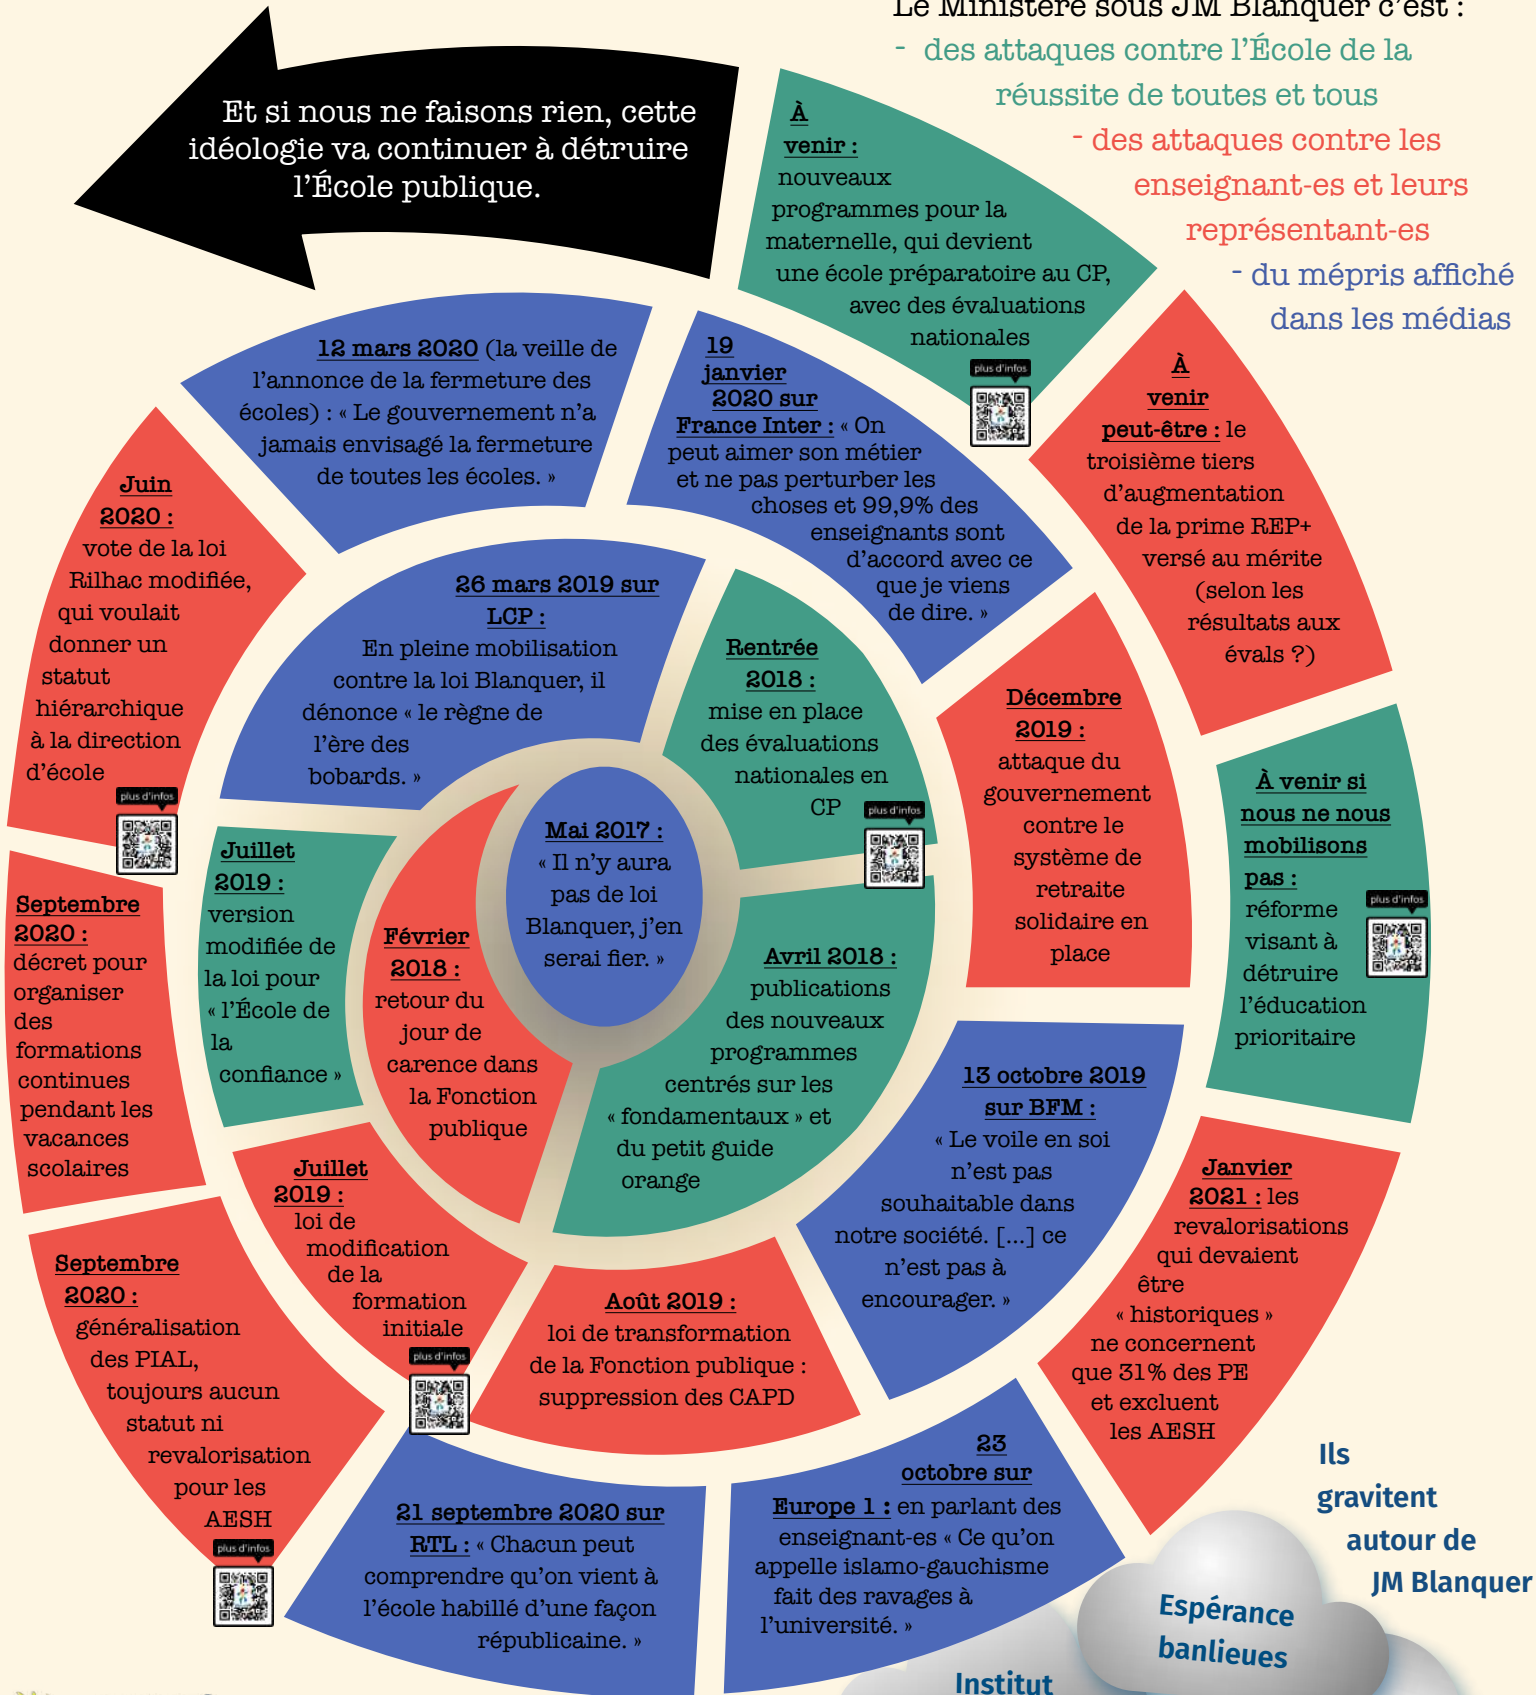 Le Ministère sous JM Blanquer c’est :
- des attaques contre l’École de la
réussite de toutes et tous
- des attaques contre les
enseignant-es et leurs
représentant-es
- du mépris affiché
dans les médias
Mai 2017 :
« Il n’y aura
pas de loi
Blanquer, j’en
serai fier. »
Février
2018 :
retour du
jour de
carence dans
la Fonction
publique
Avril 2018 :
publications
des nouveaux
programmes
centrés sur les
« fondamentaux » et
du petit guide
orange
Rentrée
2018 :
mise en place
des évaluations
nationales en
CP
plus d'infos
26 mars 2019 sur
LCP :
En pleine mobilisation
contre la loi Blanquer, il
dénonce « le règne de
l’ère des
bobards. »
Juillet
2019 :
version
modifiée de
la loi pour
« l’École de
la
confiance »
Juillet
2019 :
loi de
modification
de la
formation
initiale
plus d'infos
Août 2019 :
loi de transformation
de la Fonction publique :
suppression des CAPD
13 octobre 2019
sur BFM :
« Le voile en soi
n’est pas
souhaitable dans
notre société. [...] ce
n’est pas à
encourager. »
Décembre
2019 :
attaque du
gouvernement
contre le
système de
retraite
solidaire en
place
19
janvier
2020 sur
France Inter : « On
peut aimer son métier
et ne pas perturber les
choses et 99,9% des
enseignants sont
d’accord avec ce
que je viens
de dire. »
12 mars 2020 (la veille de
l’annonce de la fermeture des
écoles) : « Le gouvernement n’a
jamais envisagé la fermeture
de toutes les écoles. »
Juin
2020 :
vote de la loi
Rilhac modifiée,
qui voulait
donner un
statut
hiérarchique
à la direction
d’école
plus d'infos
Septembre
2020 :
décret pour
organiser
des
formations
continues
pendant les
vacances
scolaires
Septembre
2020 :
généralisation
des PIAL,
toujours aucun
statut ni
revalorisation
pour les
AESH
plus d'infos
21 septembre 2020 sur
RTL : « Chacun peut
comprendre qu’on vient à
l’école habillé d’une façon
républicaine. »
23
octobre sur
Europe 1 : en parlant des
enseignant-es « Ce qu’on
appelle islamo-gauchisme
fait des ravages à
l’université. »
Janvier
2021 : les
revalorisations
qui devaient
être
« historiques »
ne concernent
que 31% des PE
et excluent
les AESH
À venir si
nous ne nous
mobilisons
pas :
réforme
visant à
détruire
l’éducation
prioritaire
plus d'infos
À
venir
peut-être : le
troisième tiers
d’augmentation
de la prime REP+
versé au mérite
(selon les
résultats aux
évals ?)
À
venir :
nouveaux
programmes pour la
maternelle, qui devient
une école préparatoire au CP,
avec des évaluations
nationales
plus d'infos
Et si nous ne faisons rien, cette
idéologie va continuer à détruire
l’École publique.
Ils
gravitent
autour de
JM Blanquer
Espérance
banlieues
Institut